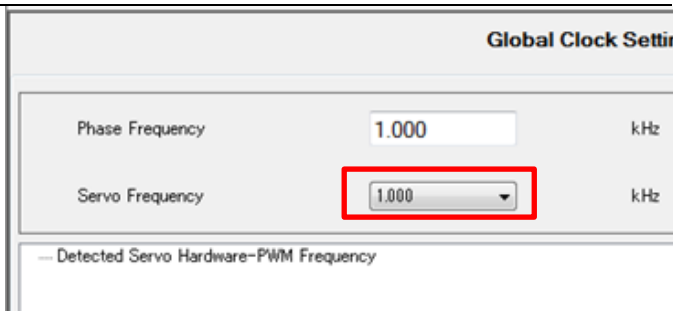 Global Clock Settin
Phase Frequency 1.000 kHz
Servo Frequency 1.000 kHz
Detected Servo Hardware-PWM Frequency